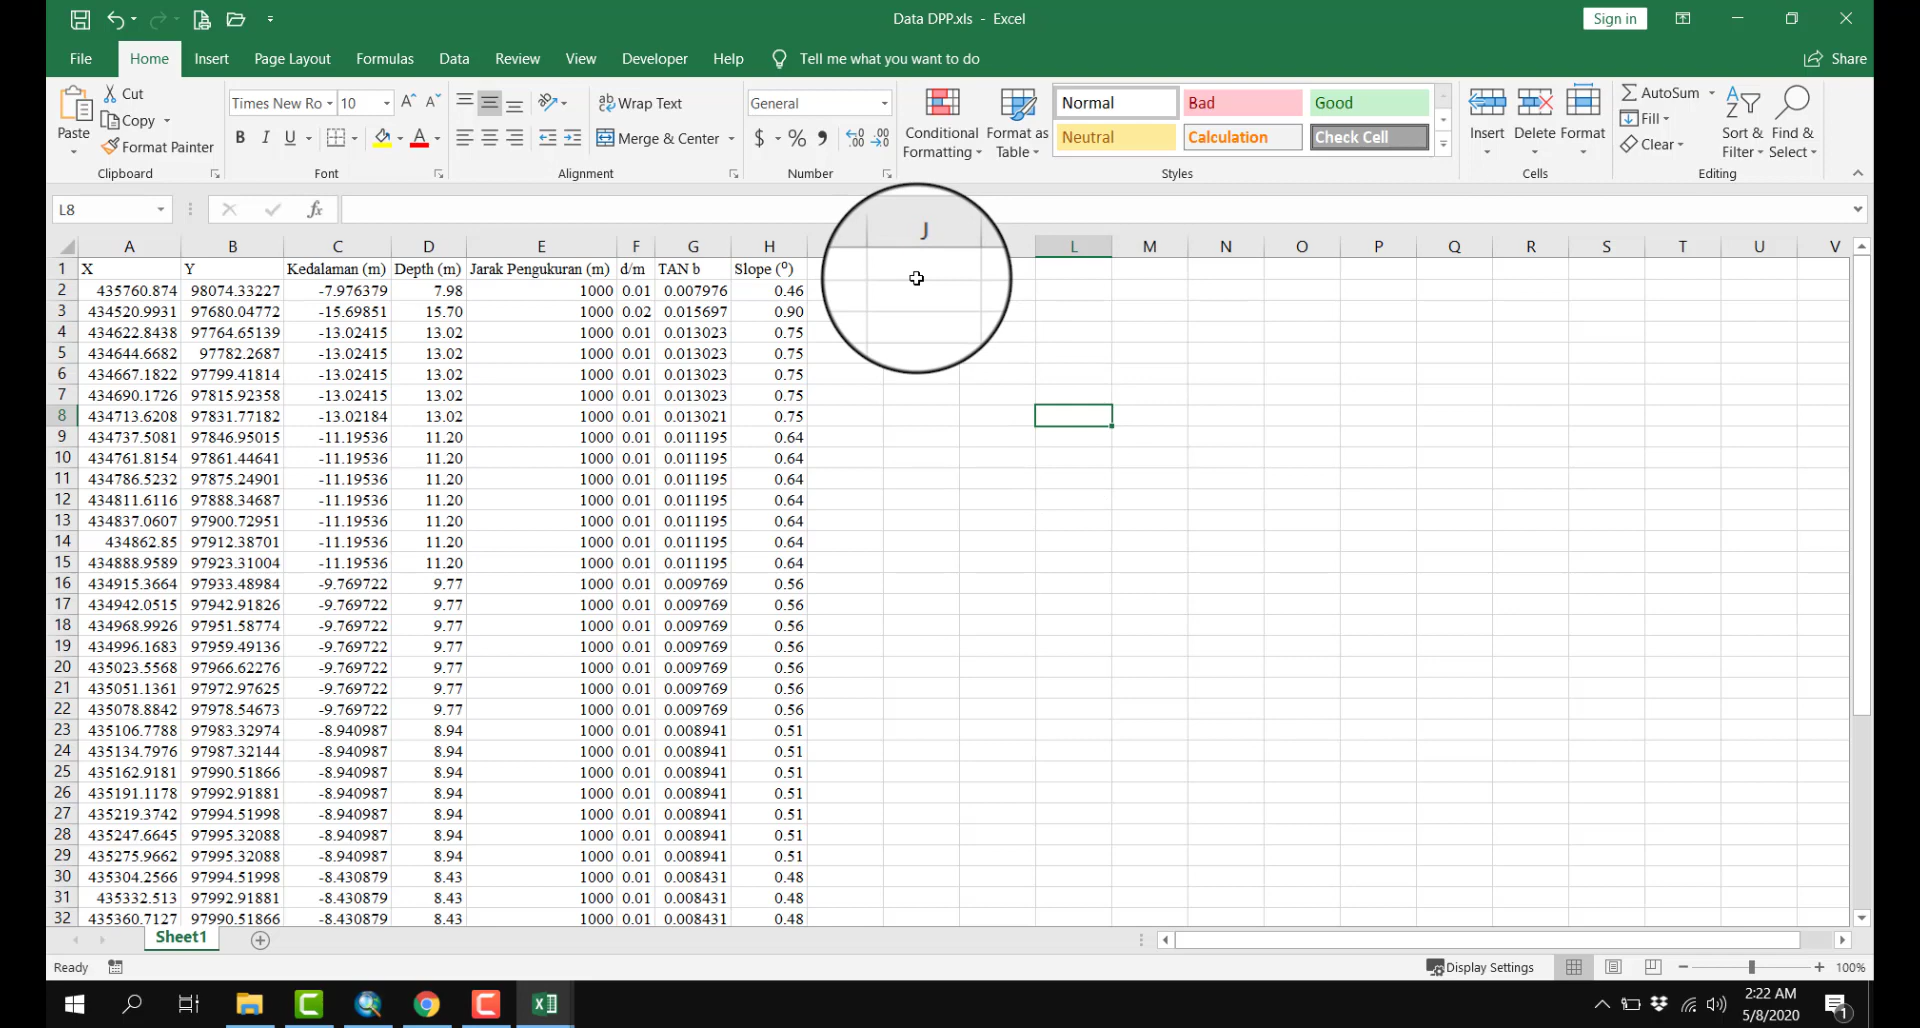 Data DPP.xls - Excel
Sign in
File Home Insert Page Layout Formulas Data Review View Developer Help Tell me what you want to do Share
Paste Cut Copy Format Painter
Clipboard
Times New Ro 10
B I U
Font
Wrap Text
Merge & Center
Alignment
General
$ % ,
Number
Conditional Formatting
Format as Table
Normal Bad Good
Neutral Calculation Check Cell
Styles
Insert Delete Format
Cells
AutoSum
Fill
Clear
Sort & Filter
Find & Select
Editing
L8 fx
A B C D E F G H J L M N O P Q R S T U V
1 X Y Kedalaman (m) Depth (m) Jarak Pengukuran (m) d/m TAN b Slope (⁰)
2 435760.874 98074.33227 -7.976379 7.98 1000 0.01 0.007976 0.46
3 434520.9931 97680.04772 -15.69851 15.70 1000 0.02 0.015697 0.90
4 434622.8438 97764.65139 -13.02415 13.02 1000 0.01 0.013023 0.75
5 434644.6682 97782.2687 -13.02415 13.02 1000 0.01 0.013023 0.75
6 434667.1822 97799.41814 -13.02415 13.02 1000 0.01 0.013023 0.75
7 434690.1726 97815.92358 -13.02415 13.02 1000 0.01 0.013023 0.75
8 434713.6208 97831.77182 -13.02184 13.02 1000 0.01 0.013021 0.75
9 434737.5081 97846.95015 -11.19536 11.20 1000 0.01 0.011195 0.64
10 434761.8154 97861.44641 -11.19536 11.20 1000 0.01 0.011195 0.64
11 434786.5232 97875.24901 -11.19536 11.20 1000 0.01 0.011195 0.64
12 434811.6116 97888.34687 -11.19536 11.20 1000 0.01 0.011195 0.64
13 434837.0607 97900.72951 -11.19536 11.20 1000 0.01 0.011195 0.64
14 434862.85 97912.38701 -11.19536 11.20 1000 0.01 0.011195 0.64
15 434888.9589 97923.31004 -11.19536 11.20 1000 0.01 0.011195 0.64
16 434915.3664 97933.48984 -9.769722 9.77 1000 0.01 0.009769 0.56
17 434942.0515 97942.91826 -9.769722 9.77 1000 0.01 0.009769 0.56
18 434968.9926 97951.58774 -9.769722 9.77 1000 0.01 0.009769 0.56
19 434996.1683 97959.49136 -9.769722 9.77 1000 0.01 0.009769 0.56
20 435023.5568 97966.62276 -9.769722 9.77 1000 0.01 0.009769 0.56
21 435051.1361 97972.97625 -9.769722 9.77 1000 0.01 0.009769 0.56
22 435078.8842 97978.54673 -9.769722 9.77 1000 0.01 0.009769 0.56
23 435106.7788 97983.32974 -8.940987 8.94 1000 0.01 0.008941 0.51
24 435134.7976 97987.32144 -8.940987 8.94 1000 0.01 0.008941 0.51
25 435162.9181 97990.51866 -8.940987 8.94 1000 0.01 0.008941 0.51
26 435191.1178 97992.91881 -8.940987 8.94 1000 0.01 0.008941 0.51
27 435219.3742 97994.51998 -8.940987 8.94 1000 0.01 0.008941 0.51
28 435247.6645 97995.32088 -8.940987 8.94 1000 0.01 0.008941 0.51
29 435275.9662 97995.32088 -8.940987 8.94 1000 0.01 0.008941 0.51
30 435304.2566 97994.51998 -8.430879 8.43 1000 0.01 0.008431 0.48
31 435332.513 97992.91881 -8.430879 8.43 1000 0.01 0.008431 0.48
32 435360.7127 97990.51866 -8.430879 8.43 1000 0.01 0.008431 0.48
Sheet1
Ready Display Settings 100%
2:22 AM
5/8/2020
1